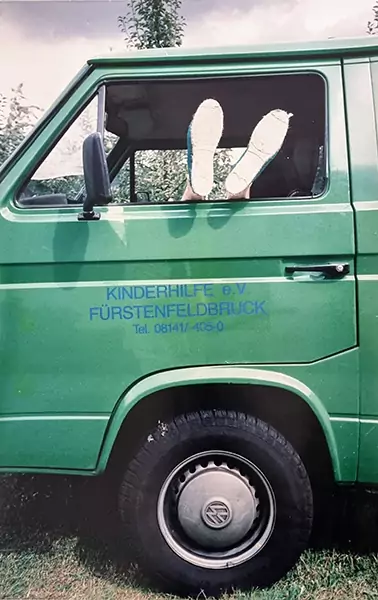 KINDERHILFE e.V.
FÜRSTENFELDBRUCK
Tel. 08141/405-0